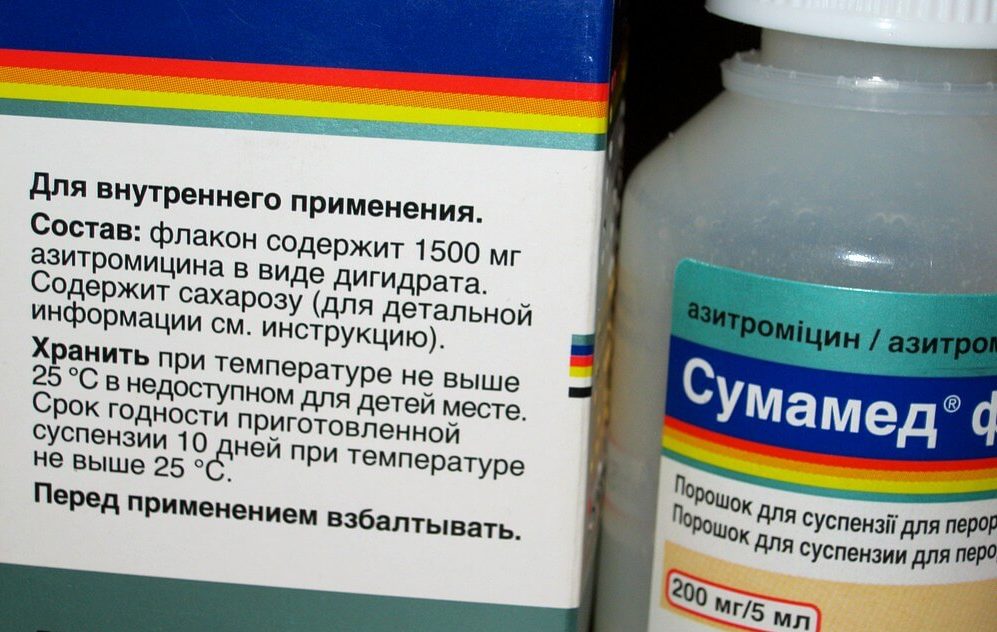 Для внутреннего применения.
Состав: флакон содержит 1500 мг
азитромицина в виде дигидрата.
Содержит сахарозу (для детальной
информации см. инструкцию).
Хранить при температуре не выше
25 °C в недоступном для детей месте.
Срок годности приготовленной
суспензии 10 дней при температуре
не выше 25 °C.
Перед применением взбалтывать.
азитроміцин / азитром
Сумамед® ф
Порошок для суспензії для перор
Порошок для суспензии для перо
200 мг/5 мл